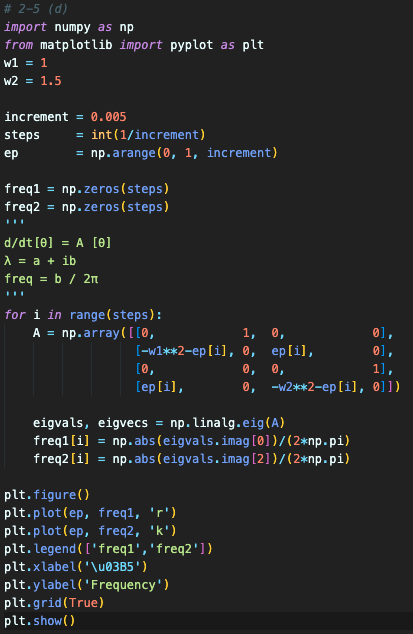 # 2-5 (d)
import numpy as np
from matplotlib import pyplot as plt
w1 = 1
w2 = 1.5

increment = 0.005
steps     = int(1/increment)
ep        = np.arange(0, 1, increment)

freq1 = np.zeros(steps)
freq2 = np.zeros(steps)
'''
d/dt[θ] = A [θ]
λ = a + ib
freq = b / 2π
'''
for i in range(steps):
    A = np.array([[0,            1,  0,            0],
                  [-w1**2-ep[i], 0,  ep[i],        0],
                  [0,            0,  0,            1],
                  [ep[i],        0,  -w2**2-ep[i], 0]])

    eigvals, eigvecs = np.linalg.eig(A)
    freq1[i] = np.abs(eigvals.imag[0])/(2*np.pi)
    freq2[i] = np.abs(eigvals.imag[2])/(2*np.pi)

plt.figure()
plt.plot(ep, freq1, 'r')
plt.plot(ep, freq2, 'k')
plt.legend(['freq1','freq2'])
plt.xlabel('\u03B5')
plt.ylabel('Frequency')
plt.grid(True)
plt.show()